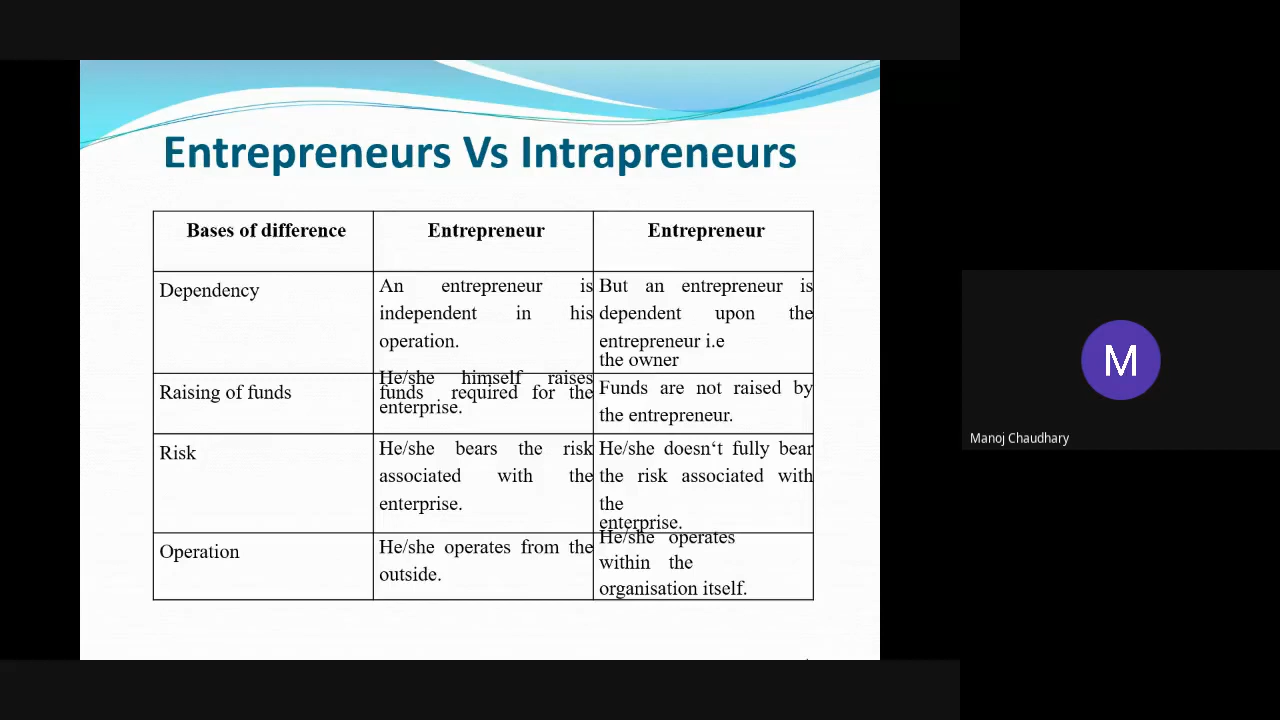 Entrepreneurs Vs Intrapreneurs
Bases of difference
Entrepreneur
Entrepreneur
Dependency
An entrepreneur is
independent in his
operation.
But an entrepreneur is
dependent upon the
entrepreneur i.e
the owner
Raising of funds
He/she himself raises
funds required for the
enterprise.
Funds are not raised by
the entrepreneur.
Risk
He/she bears the risk
associated with the
enterprise.
He/she doesn‘t fully bear
the risk associated with
the
enterprise.
Operation
He/she operates from the
outside.
He/she operates
within the
organisation itself.
M
Manoj Chaudhary